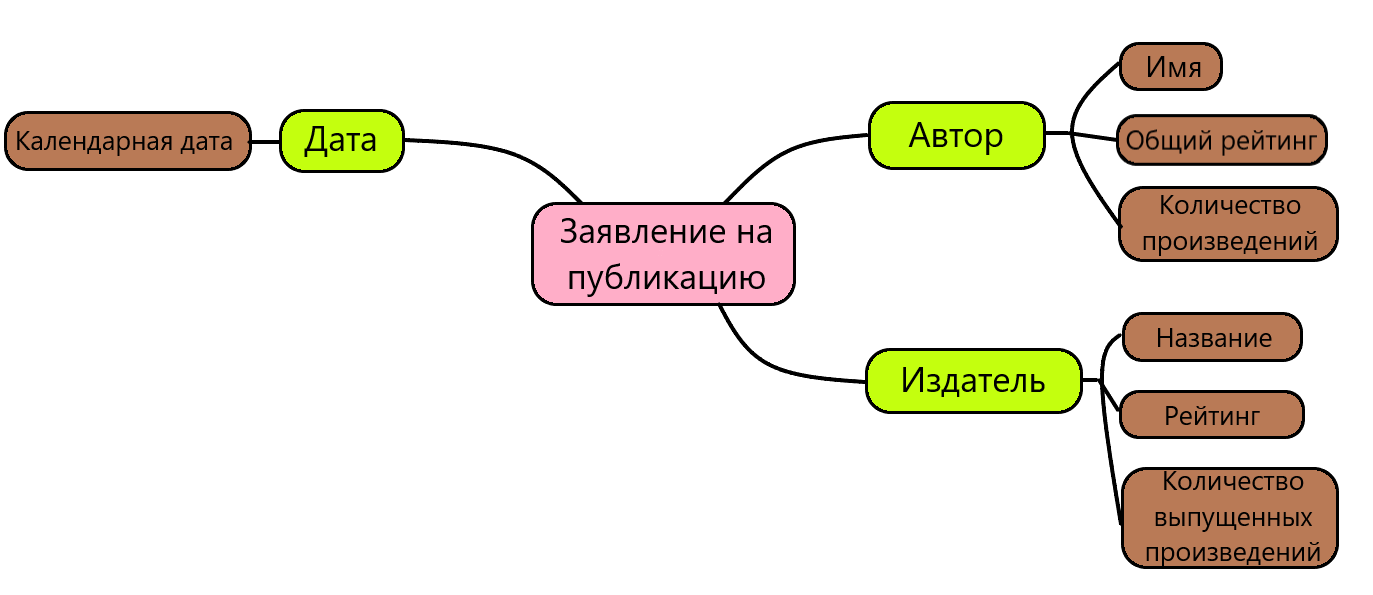 Календарная дата
Дата
Заявление на
публикацию
Автор
Имя
Общий рейтинг
Количество
произведений
Издатель
Название
Рейтинг
Количество
выпущенных
произведений